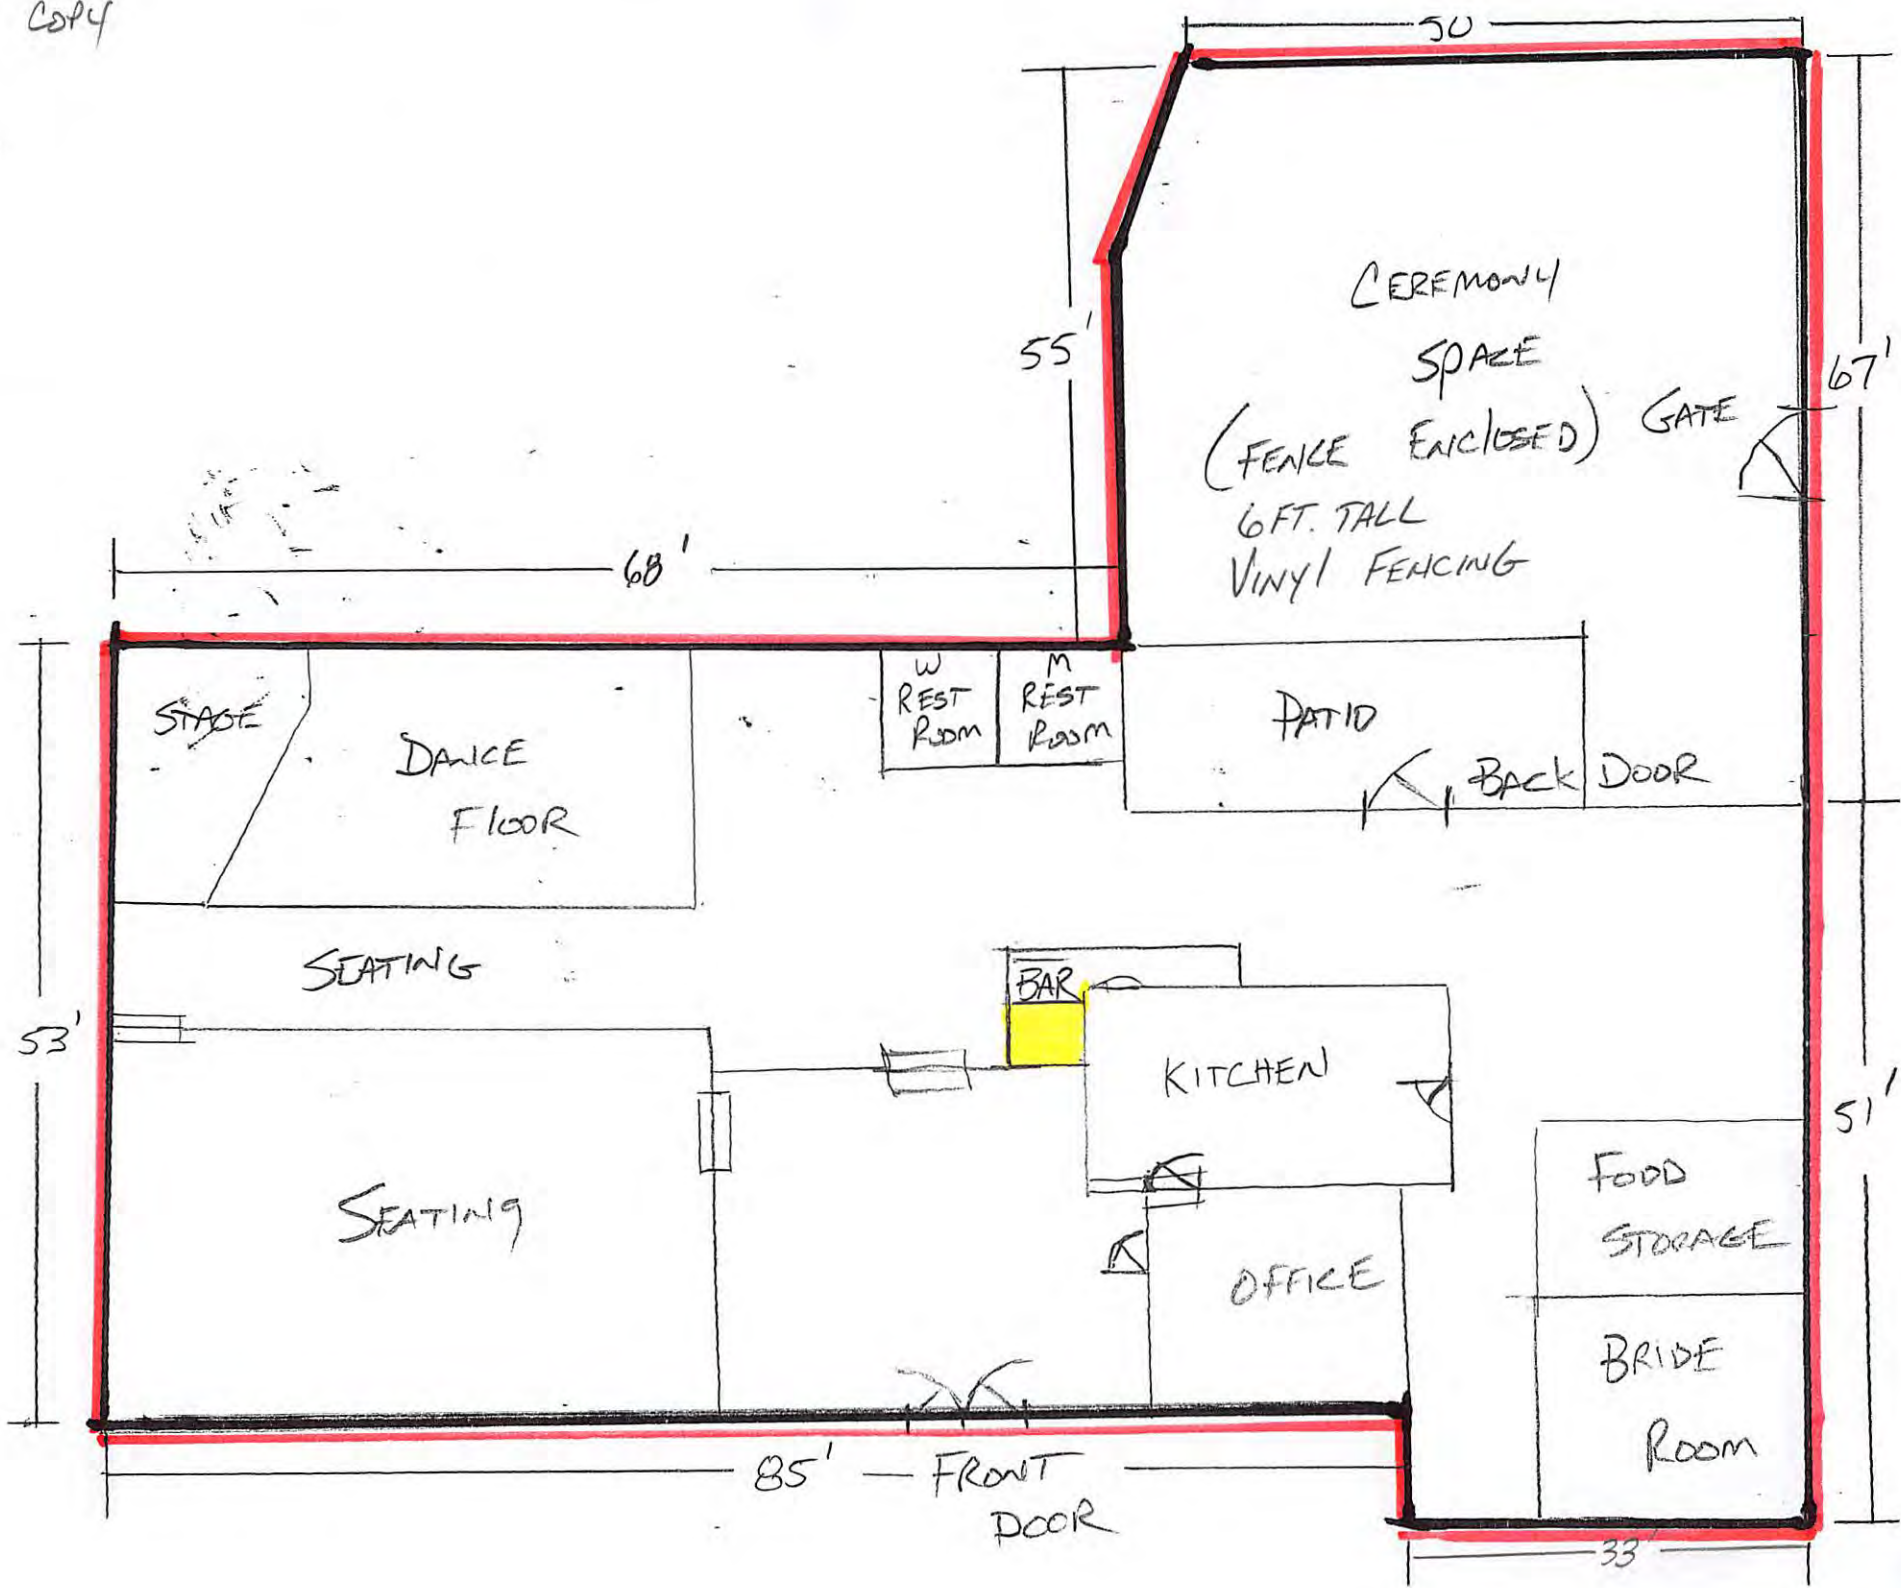 COPY
50
55'
CEREMONY
SPACE
(FENCE ENCLOSED)
6 FT. TALL
VINYL FENCING
GATE
67'
68'
STAGE
DANCE
FLOOR
W
REST
ROOM
M
REST
ROOM
PATIO
BACK DOOR
SEATING
BAR
53'
KITCHEN
51'
FOOD
STORAGE
SEATING
OFFICE
BRIDE
ROOM
85' — FRONT
DOOR
33'